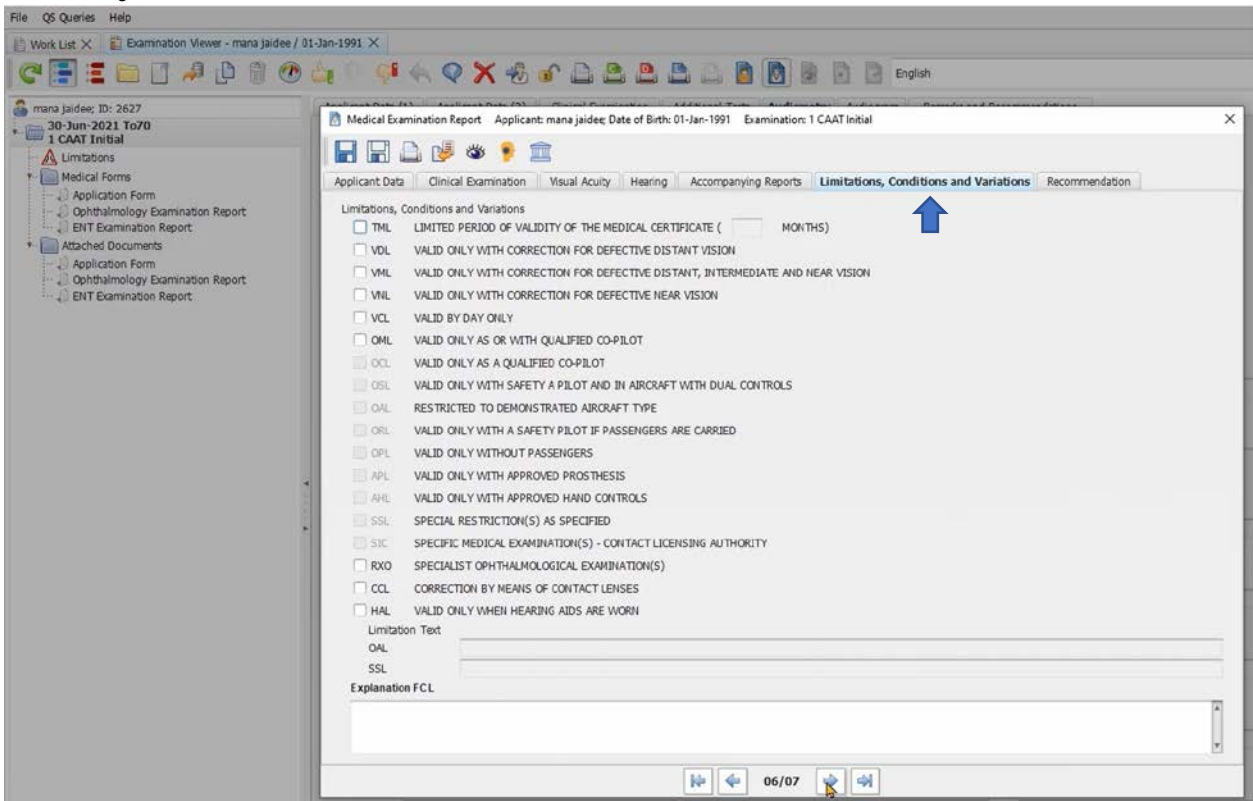 File QS Queries Help
Work List Examination Viewer - mana jaidee / 01-Jan-1991
English
mana jaidee; ID: 2627
30-Jun-2021 To70
1 CAAT Initial
Limitations
Medical Forms
Application Form
Ophthalmology Examination Report
ENT Examination Report
Attached Documents
Application Form
Ophthalmology Examination Report
ENT Examination Report
Medical Examination Report Applicant: mana jaidee; Date of Birth: 01-Jan-1991 Examination: 1 CAAT Initial
Applicant Data Clinical Examination Visual Acuity Hearing Accompanying Reports Limitations, Conditions and Variations Recommendation
Limitations, Conditions and Variations
TML LIMITED PERIOD OF VALIDITY OF THE MEDICAL CERTIFICATE ( MONTHS)
VDL VALID ONLY WITH CORRECTION FOR DEFECTIVE DISTANT VISION
VML VALID ONLY WITH CORRECTION FOR DEFECTIVE DISTANT, INTERMEDIATE AND NEAR VISION
VNL VALID ONLY WITH CORRECTION FOR DEFECTIVE NEAR VISION
VCL VALID BY DAY ONLY
OML VALID ONLY AS OR WITH QUALIFIED CO-PILOT
OCL VALID ONLY AS A QUALIFIED CO-PILOT
OSL VALID ONLY WITH SAFETY A PILOT AND IN AIRCRAFT WITH DUAL CONTROLS
OAL RESTRICTED TO DEMONSTRATED AIRCRAFT TYPE
ORL VALID ONLY WITH A SAFETY PILOT IF PASSENGERS ARE CARRIED
OPL VALID ONLY WITHOUT PASSENGERS
APL VALID ONLY WITH APPROVED PROSTHESIS
AHL VALID ONLY WITH APPROVED HAND CONTROLS
SSL SPECIAL RESTRICTION(S) AS SPECIFIED
SIC SPECIFIC MEDICAL EXAMINATION(S) - CONTACT LICENSING AUTHORITY
RXO SPECIALIST OPHTHALMOLOGICAL EXAMINATION(S)
CCL CORRECTION BY MEANS OF CONTACT LENSES
HAL VALID ONLY WHEN HEARING AIDS ARE WORN
Limitation Text
OAL
SSL
Explanation FCL
06/07